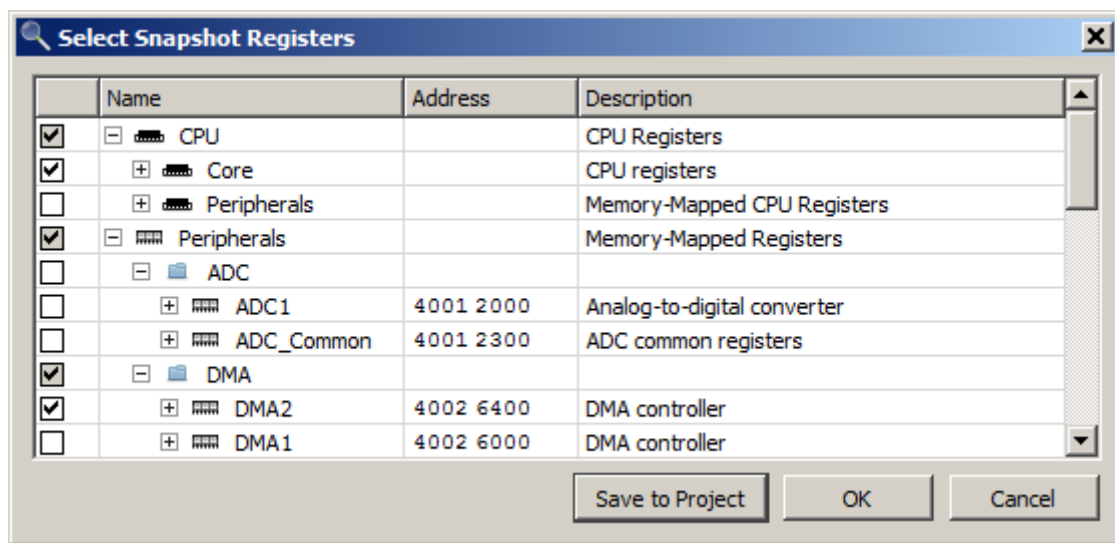 Select Snapshot Registers
Name Address Description
CPU CPU Registers
Core CPU registers
Peripherals Memory-Mapped CPU Registers
Peripherals Memory-Mapped Registers
ADC
ADC1 4001 2000 Analog-to-digital converter
ADC_Common 4001 2300 ADC common registers
DMA
DMA2 4002 6400 DMA controller
DMA1 4002 6000 DMA controller
Save to Project OK Cancel